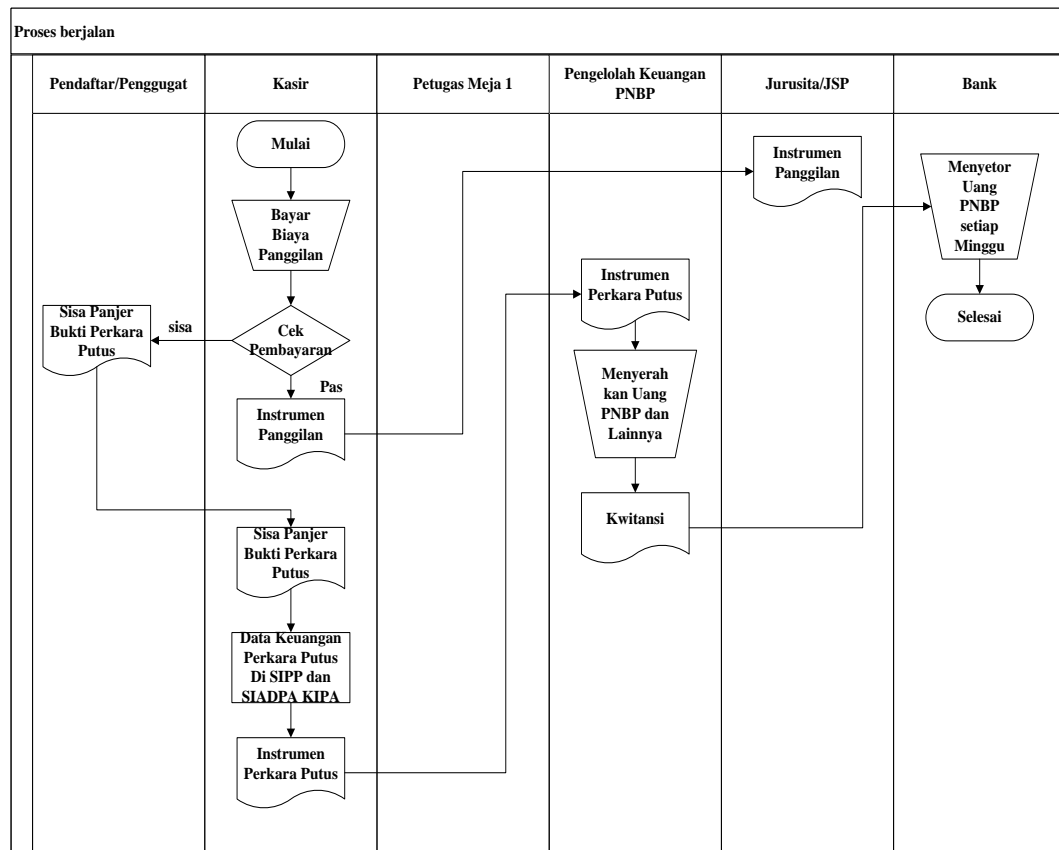 Proses berjalan
Pendaftar/Penggugat
Kasir
Petugas Meja 1
Pengelolah Keuangan
PNBP
Jurusita/JSP
Bank
Mulai
Bayar
Biaya
Panggilan
Cek
Pembayaran
sisa
Pas
Sisa Panjer
Bukti Perkara
Putus
Instrumen
Panggilan
Sisa Panjer
Bukti Perkara
Putus
Data Keuangan
Perkara Putus
Di SIPP dan
SIADPA KIPA
Instrumen
Perkara Putus
Instrumen
Perkara Putus
Menyerah
kan Uang
PNBP dan
Lainnya
Kwitansi
Instrumen
Panggilan
Menyetor
Uang
PNBP
setiap
Minggu
Selesai